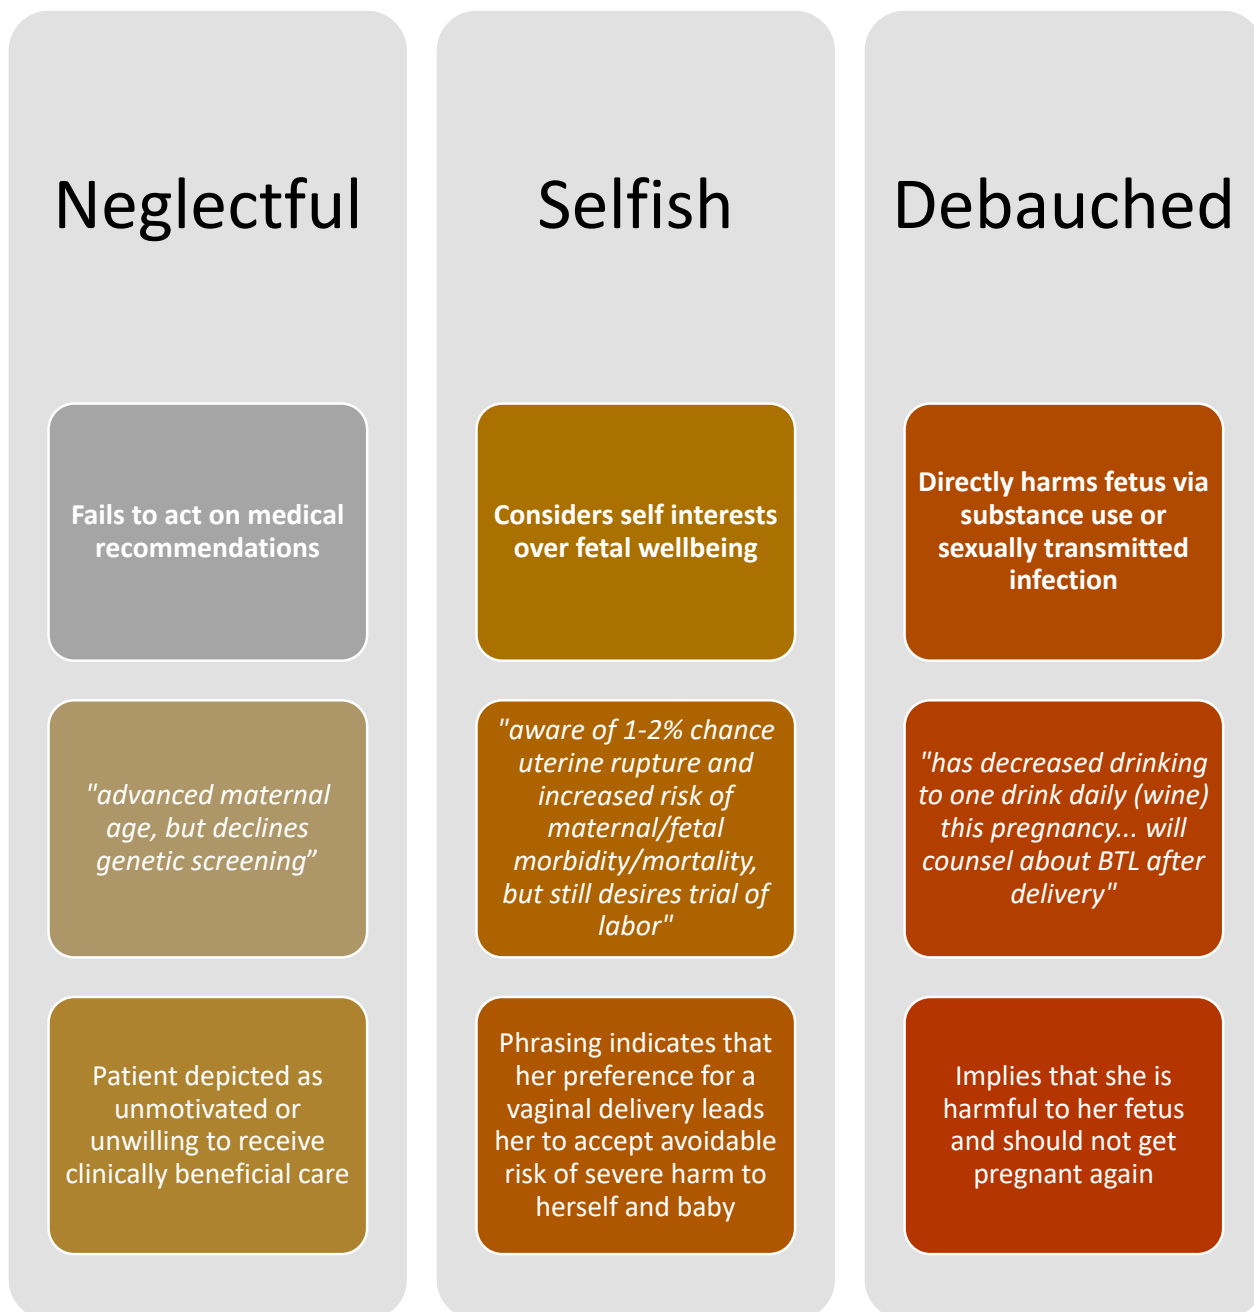 Neglectful
Fails to act on medical
recommendations
"advanced maternal
age, but declines
genetic screening”
Patient depicted as
unmotivated or
unwilling to receive
clinically beneficial care
Selfish
Considers self interests
over fetal wellbeing
"aware of 1-2% chance
uterine rupture and
increased risk of
maternal/fetal
morbidity/mortality,
but still desires trial of
labor"
Phrasing indicates that
her preference for a
vaginal delivery leads
her to accept avoidable
risk of severe harm to
herself and baby
Debauched
Directly harms fetus via
substance use or
sexually transmitted
infection
"has decreased drinking
to one drink daily (wine)
this pregnancy... will
counsel about BTL after
delivery"
Implies that she is
harmful to her fetus
and should not get
pregnant again